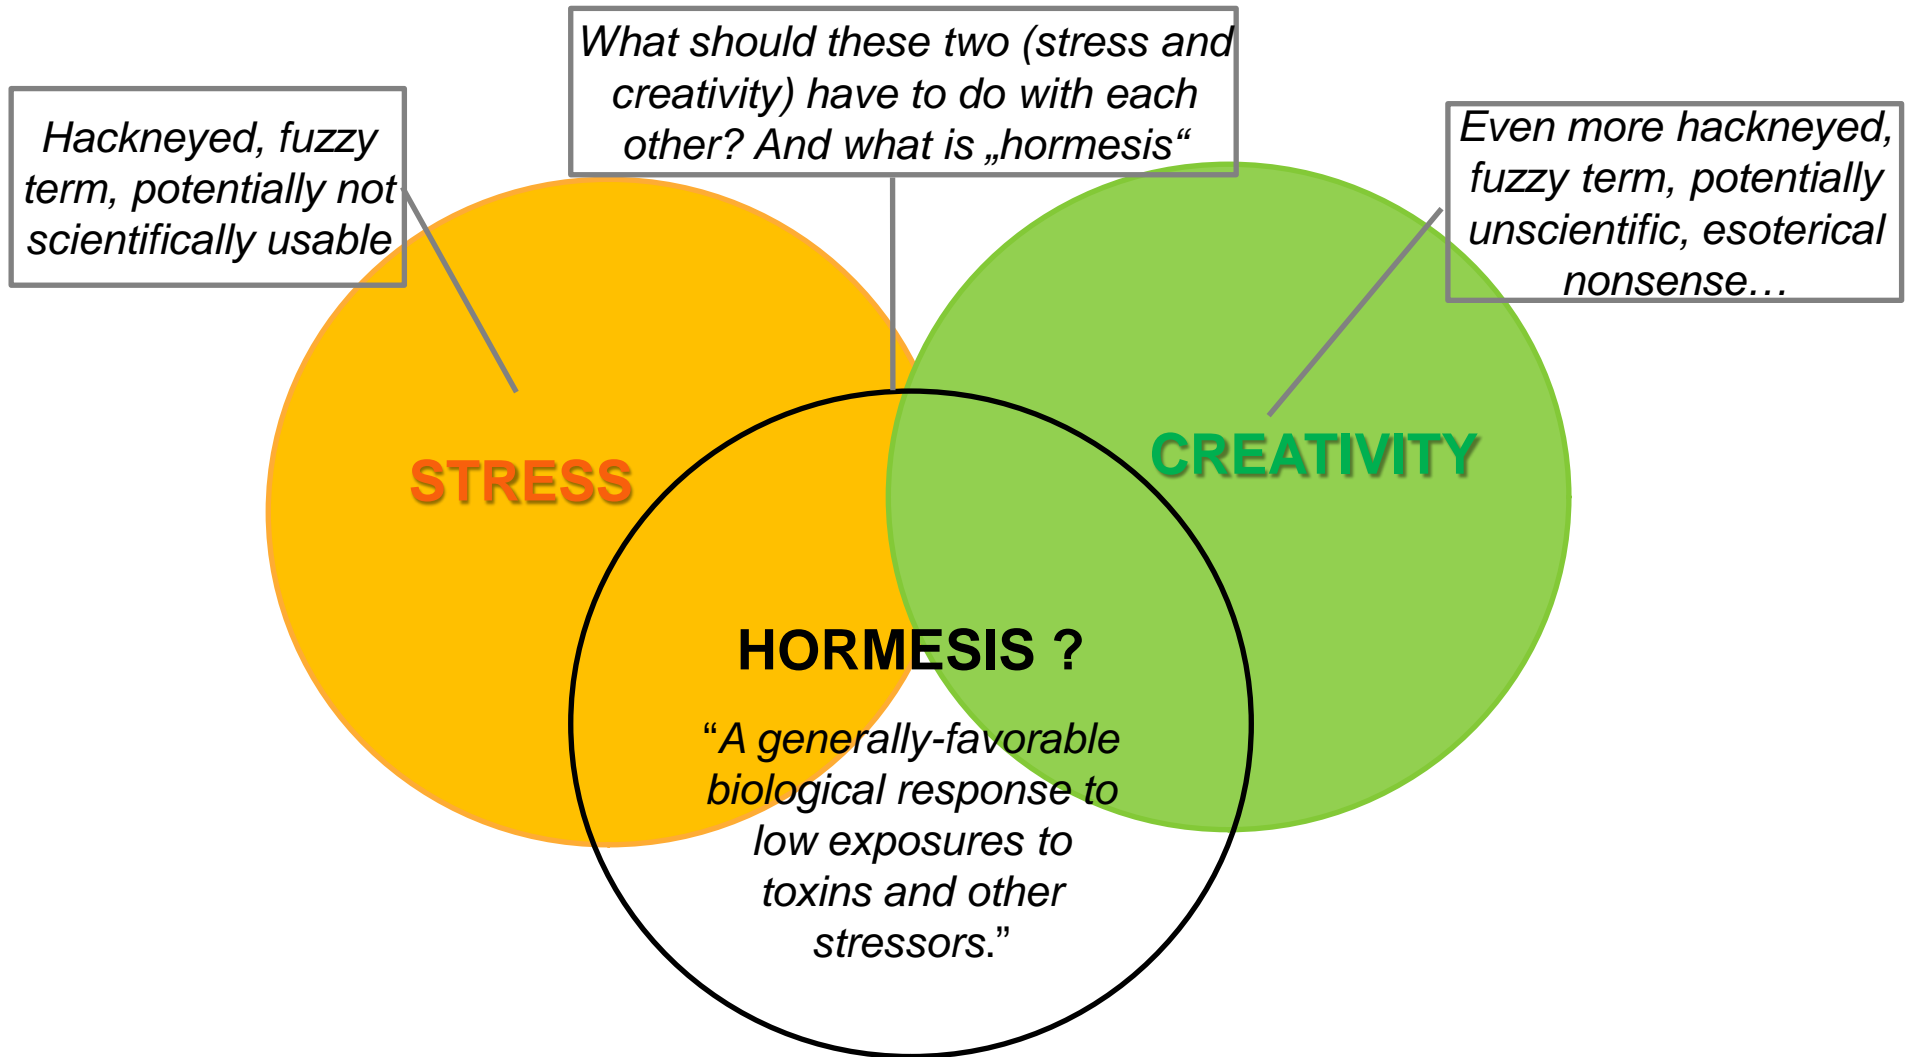 What should these two (stress and
creativity) have to do with each
other? And what is „hormesis“
Hackneyed, fuzzy
term, potentially not
scientifically usable
Even more hackneyed,
fuzzy term, potentially
unscientific, esoterical
nonsense…
STRESS
CREATIVITY
HORMESIS ?
“A generally-favorable
biological response to
low exposures to
toxins and other
stressors.”